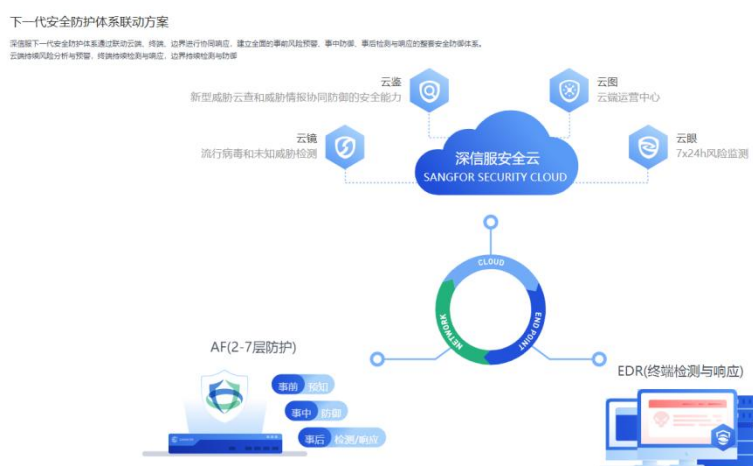 下一代安全防护体系联动方案
深信服下一代安全防护体系通过联动云端、终端、边界进行协同响应，建立全面的事前风险预警、事中防御、事后检测与响应的整套安全防御体系。
云端持续风险分析与预警，终端持续检测与响应，边界持续检测与防御
云鉴
新型威胁云查和威胁情报协同防御的安全能力
云图
云端运营中心
云镜
流行病毒和未知威胁检测
云眼
7x24h风险监测
深信服安全云
SANGFOR SECURITY CLOUD
CLOUD
NETWORK
END POINT
AF(2-7层防护)
事前 预知
事中 防御
事后 检测/响应
EDR(终端检测与响应)